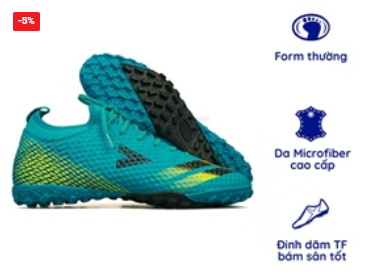 -5%
Form thường
Da Microfiber
cao cấp
Đinh dăm TF
bám sân tốt